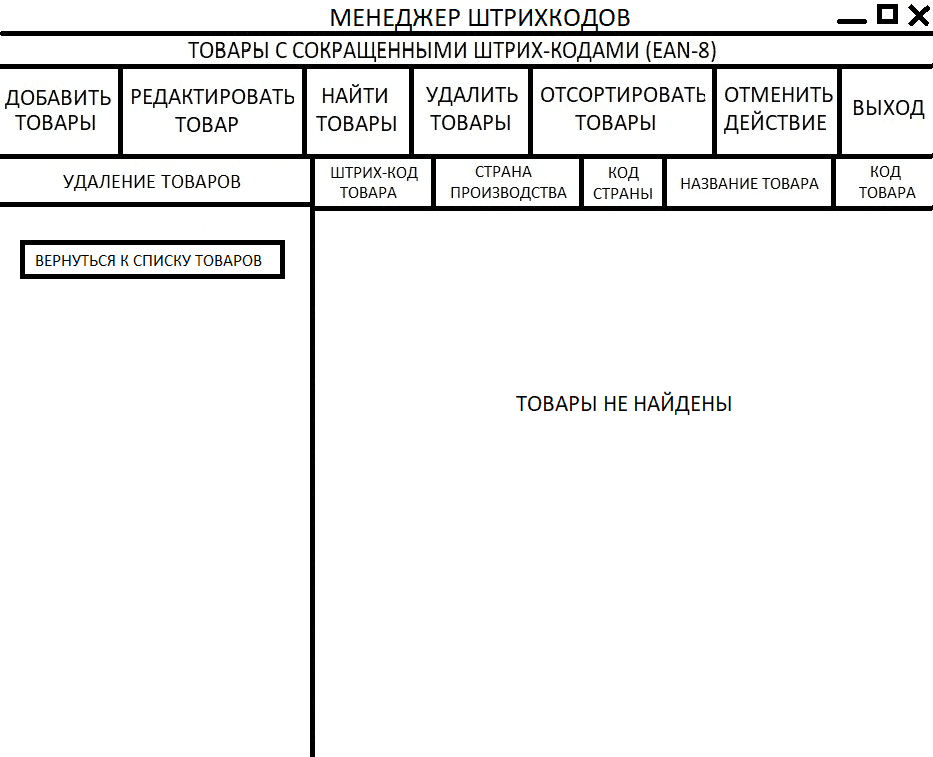 МЕНЕДЖЕР ШТРИХКОДОВ
ТОВАРЫ С СОКРАЩЕННЫМИ ШТРИХ-КОДАМИ (EAN-8)
ДОБАВИТЬ
ТОВАРЫ
РЕДАКТИРОВАТЬ
ТОВАР
НАЙТИ
ТОВАРЫ
УДАЛИТЬ
ТОВАРЫ
ОТСОРТИРОВАТЬ
ТОВАРЫ
ОТМЕНИТЬ
ДЕЙСТВИЕ
ВЫХОД
УДАЛЕНИЕ ТОВАРОВ
ШТРИХ-КОД
ТОВАРА
СТРАНА
ПРОИЗВОДСТВА
КОД
СТРАНЫ
НАЗВАНИЕ ТОВАРА
КОД
ТОВАРА
ВЕРНУТЬСЯ К СПИСКУ ТОВАРОВ
ТОВАРЫ НЕ НАЙДЕНЫ